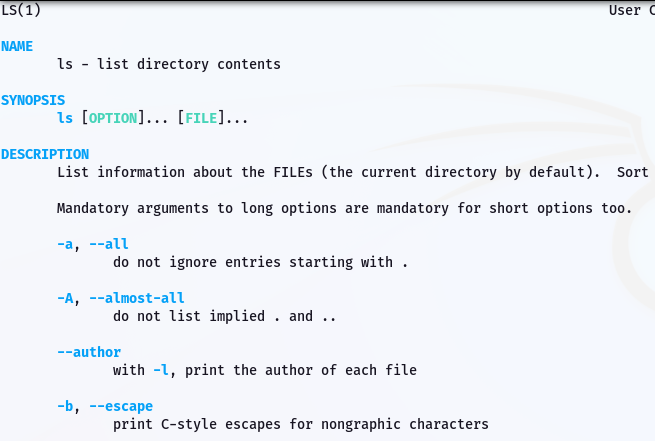 LS(1) User
NAME
ls - list directory contents
SYNOPSIS
ls [OPTION]... [FILE]...
DESCRIPTION
List information about the FILEs (the current directory by default). Sort
Mandatory arguments to long options are mandatory for short options too.
-a, --all
do not ignore entries starting with .
-A, --almost-all
do not list implied . and ..
--author
with -l, print the author of each file
-b, --escape
print C-style escapes for nongraphic characters